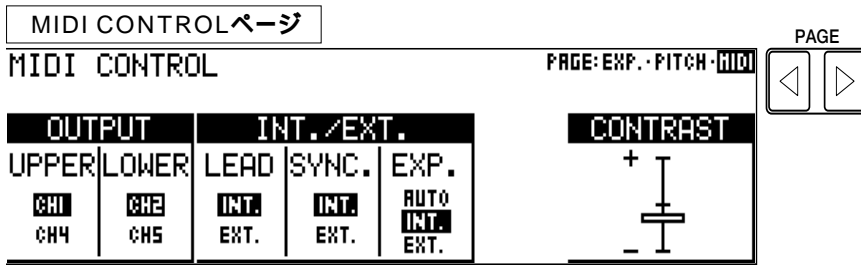 MIDI CONTROLページ
PAGE
MIDI CONTROL PAGE:EXP.·PITCH·MIDI
OUTPUT INT./EXT. CONTRAST
UPPER LOWER LEAD SYNC. EXP. +
CH1 CH2 INT. INT. AUTO
INT.
CH4 CH5 EXT. EXT. EXT. -